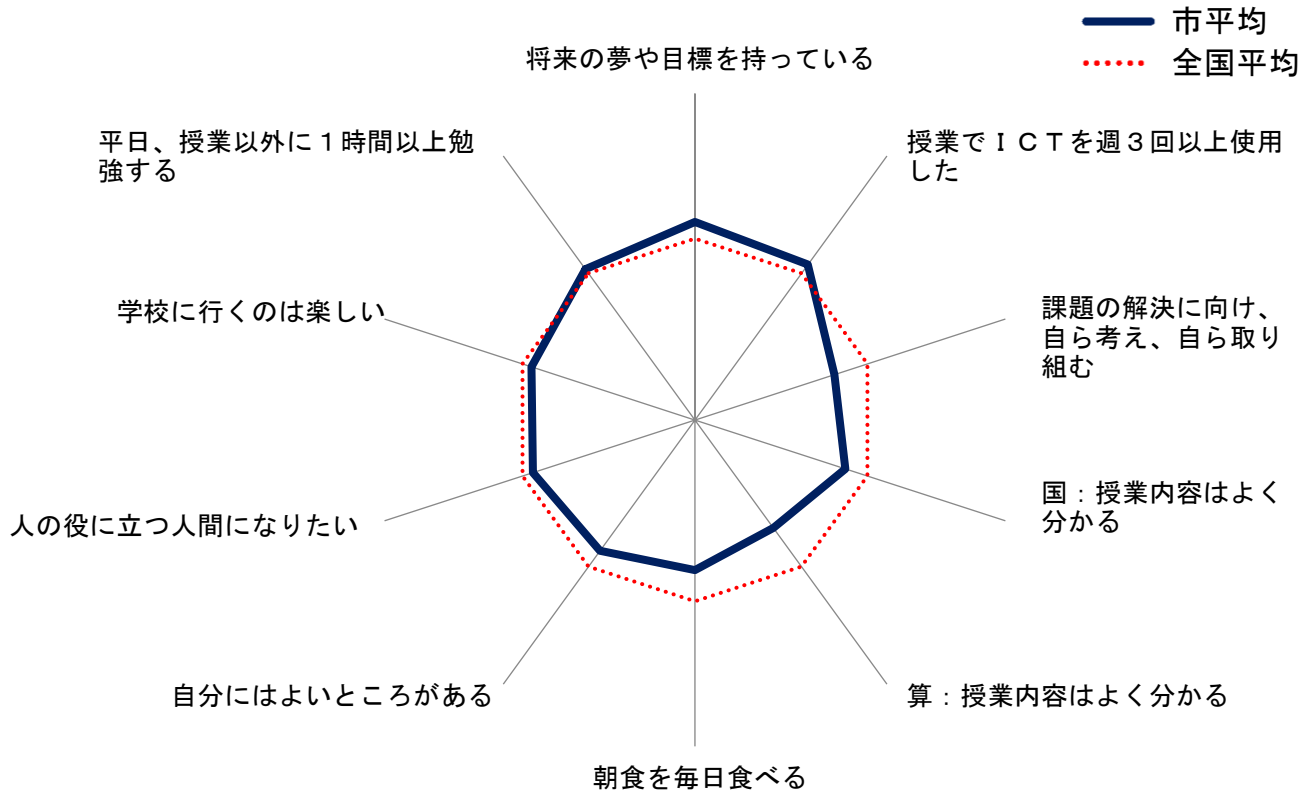 市平均
全国平均
将来の夢や目標を持っている
授業でＩＣＴを週３回以上使用
した
課題の解決に向け、
自ら考え、自ら取り
組む
国：授業内容はよく
分かる
算：授業内容はよく分かる
朝食を毎日食べる
自分にはよいところがある
人の役に立つ人間になりたい
学校に行くのは楽しい
平日、授業以外に１時間以上勉
強する